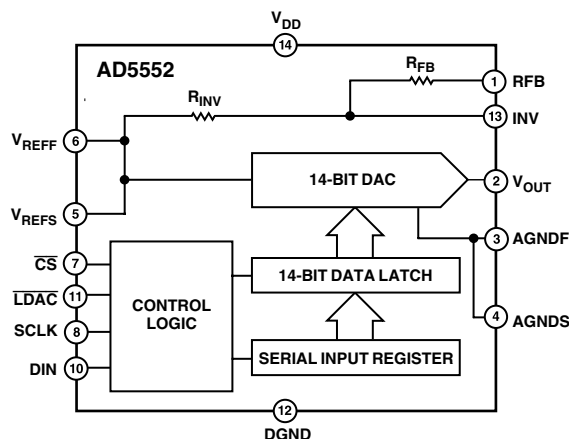 VDD
14
AD5552
RFB
1
RFB
RINV
13
INV
VREFF
6
14-BIT DAC
2
VOUT
VREFS
5
3
AGNDF
CS
7
14-BIT DATA LATCH
LDAC
11
CONTROL
LOGIC
4
AGNDS
SCLK
8
SERIAL INPUT REGISTER
DIN
10
12
DGND